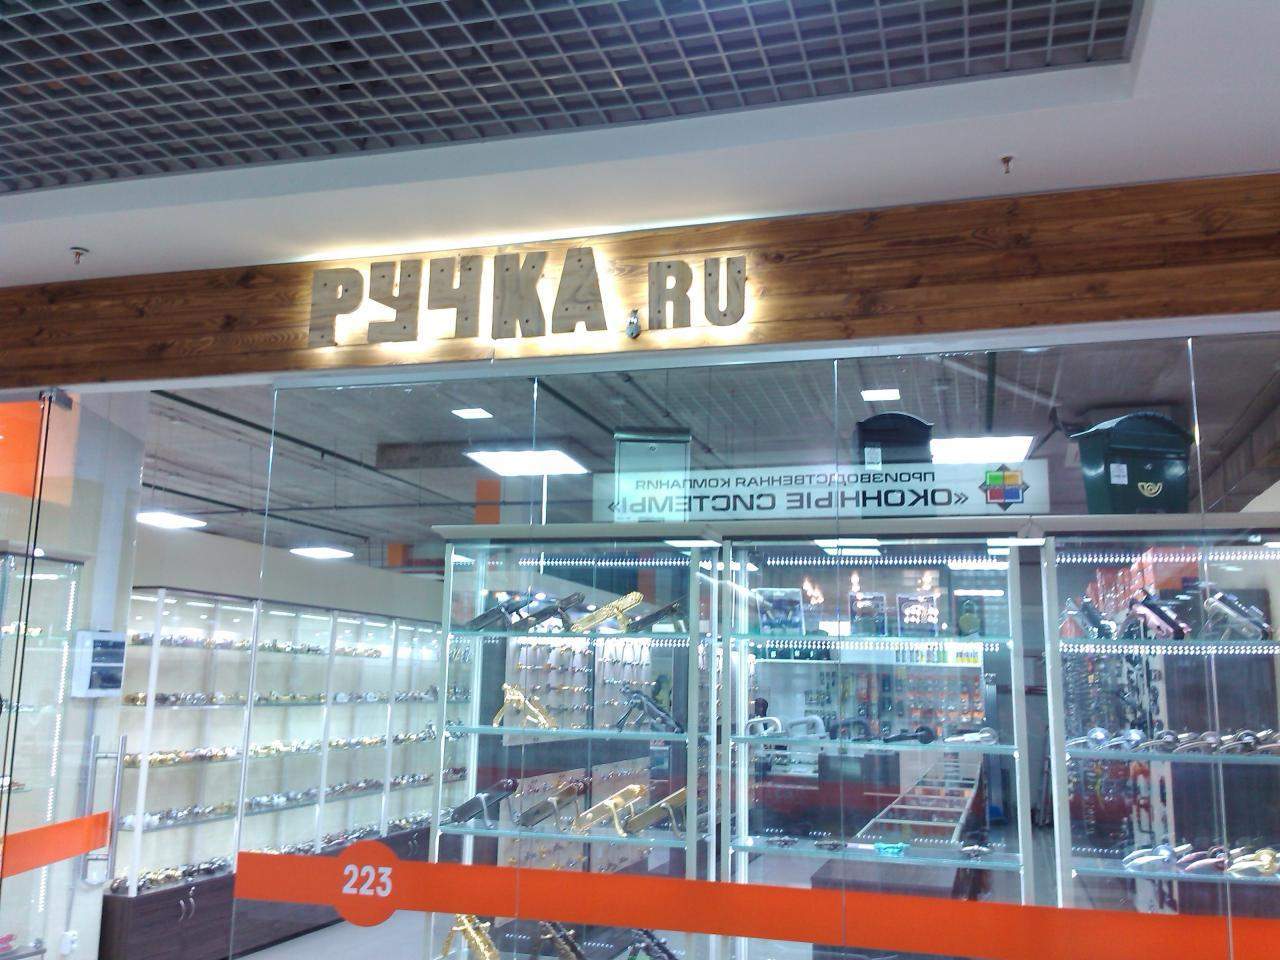 РУЧКА.RU
ПРОИЗВОДСТВЕННАЯ КОМПАНИЯ
«ОКОННЫЕ СИСТЕМЫ»
223